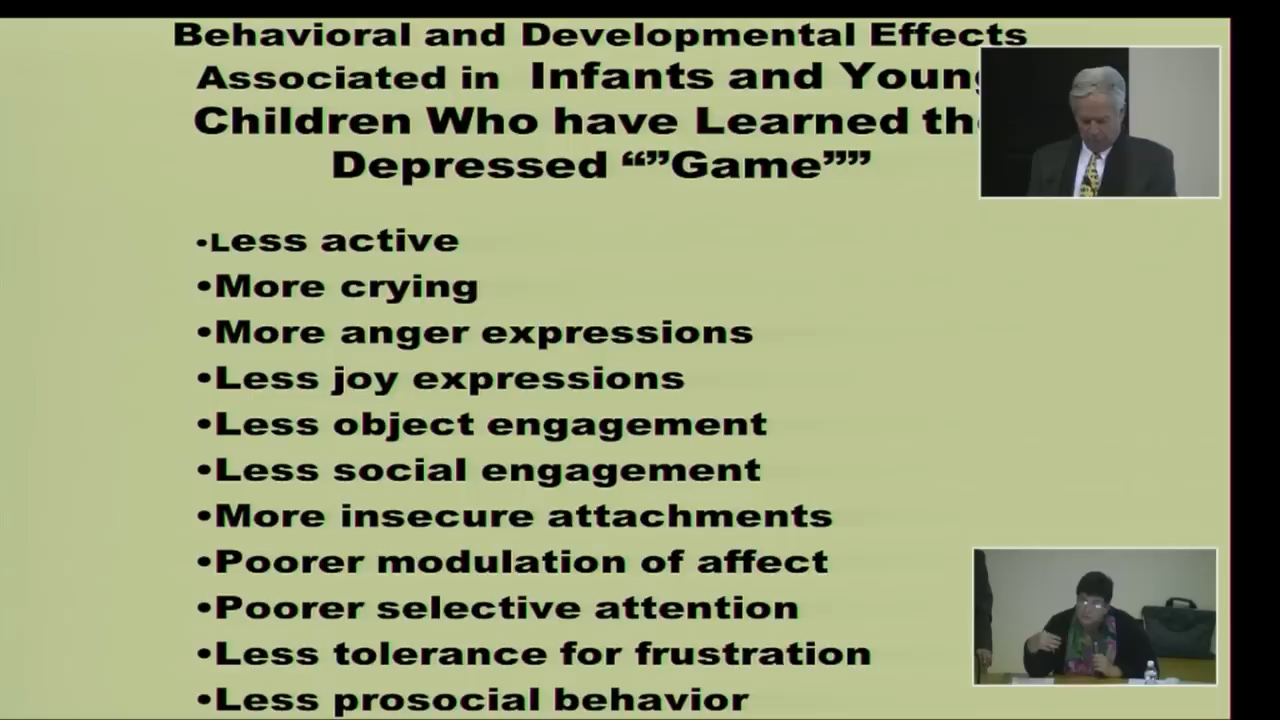 Behavioral and Developmental Effects
Associated in Infants and Young
Children Who have Learned the
Depressed “”Game””
•Less active
•More crying
•More anger expressions
•Less joy expressions
•Less object engagement
•Less social engagement
•More insecure attachments
•Poorer modulation of affect
•Poorer selective attention
•Less tolerance for frustration
•Less prosocial behavior